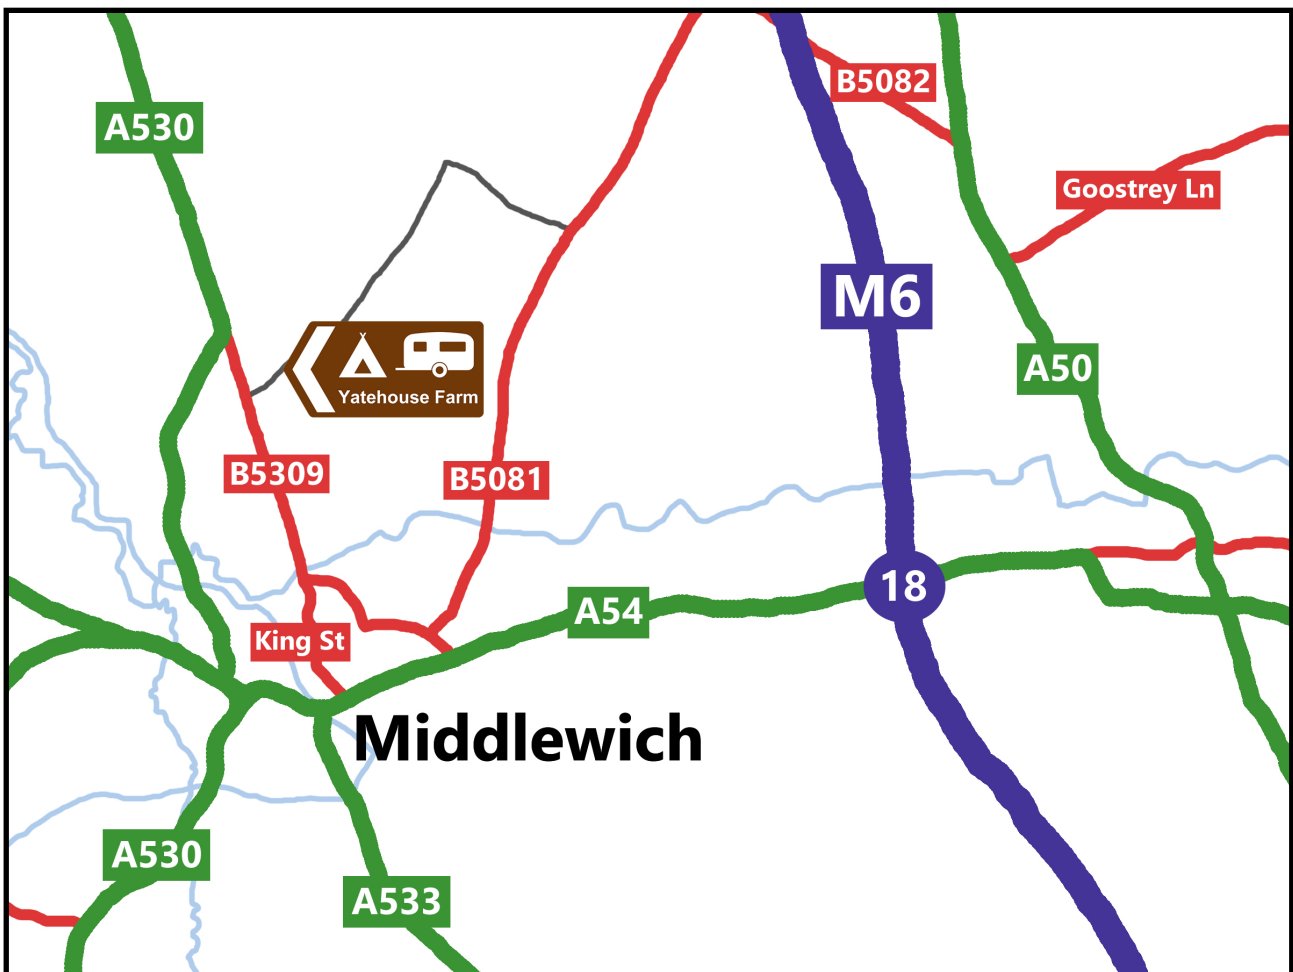 B5082
A530
Goostrey Ln
M6
A50
Yatehouse Farm
B5309
B5081
18
A54
King St
Middlewich
A530
A533